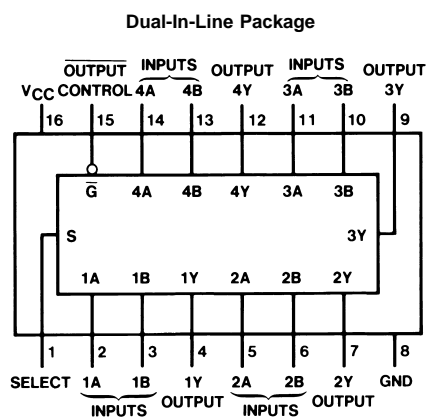 Dual-In-Line Package
OUTPUT INPUTS OUTPUT INPUTS OUTPUT
VCC CONTROL 4A 4B 4Y 3A 3B 3Y
16 15 14 13 12 11 10 9
G 4A 4B 4Y 3A 3B
S 3Y
1A 1B 1Y 2A 2B 2Y
1 2 3 4 5 6 7 8
SELECT 1A 1B 1Y 2A 2B 2Y GND
INPUTS OUTPUT INPUTS OUTPUT